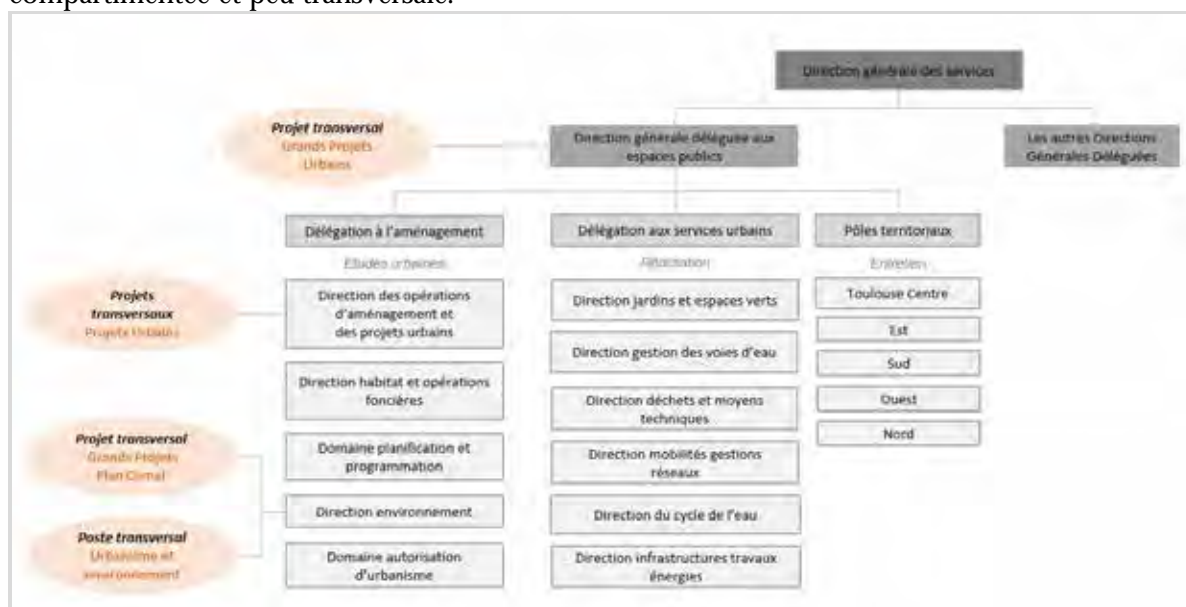 compartimentée et peu transversale.
Direction générale des services
Projet transversal
Grands Projets
Urbains
Direction générale déléguée aux
espaces publics
Les autres Directions
Générales Déléguées
Délégation à l'aménagement
Délégation aux services urbains
Pôles territoriaux
Etudes urbaines
Réalisation
Entretien
Projets
transversaux
Projets Urbains
Direction des opérations
d'aménagement et
des projets urbains
Direction habitat et opérations
foncières
Projet transversal
Grands Projets
Plan Climat
Domaine planification et
programmation
Direction environnement
Poste transversal
Urbanisme et
environnement
Domaine autorisation
d'urbanisme
Direction jardins et espaces verts
Direction gestion des voies d'eau
Direction déchets et moyens
techniques
Direction mobilités gestions
réseaux
Direction du cycle de l'eau
Direction infrastructures travaux
énergies
Toulouse Centre
Est
Sud
Ouest
Nord